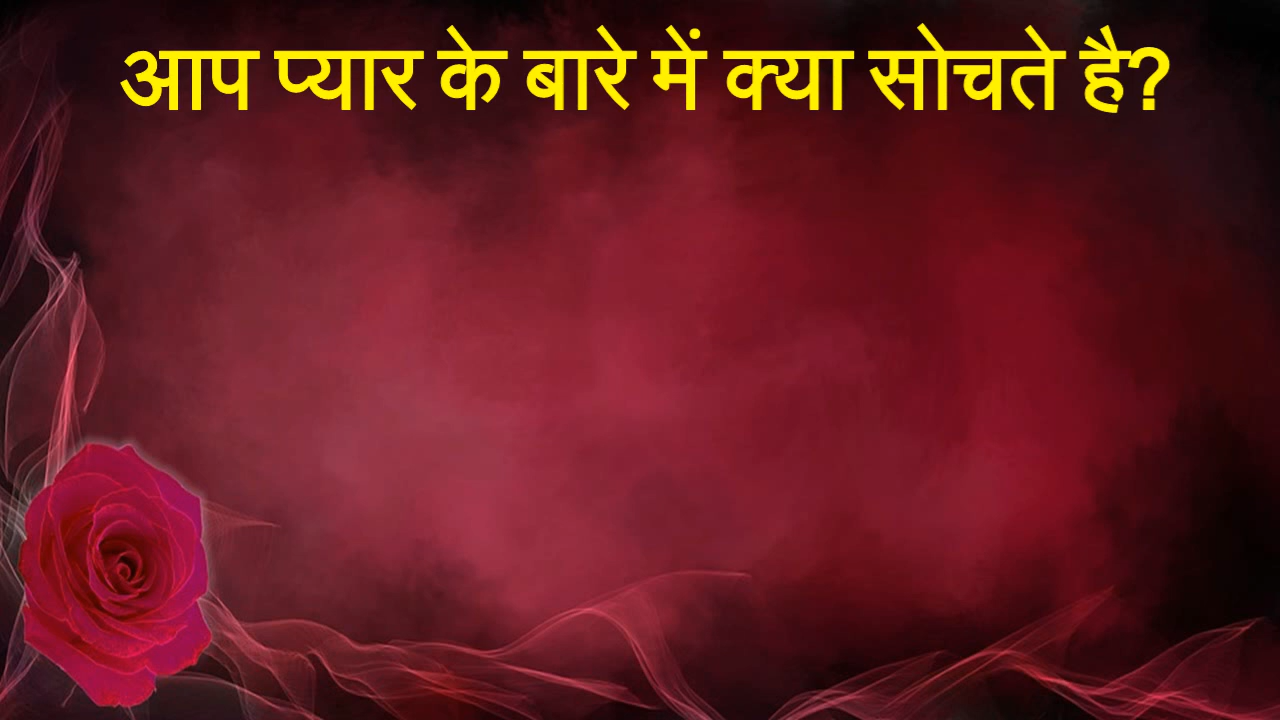 आप प्यार के बारे में क्या सोचते है?